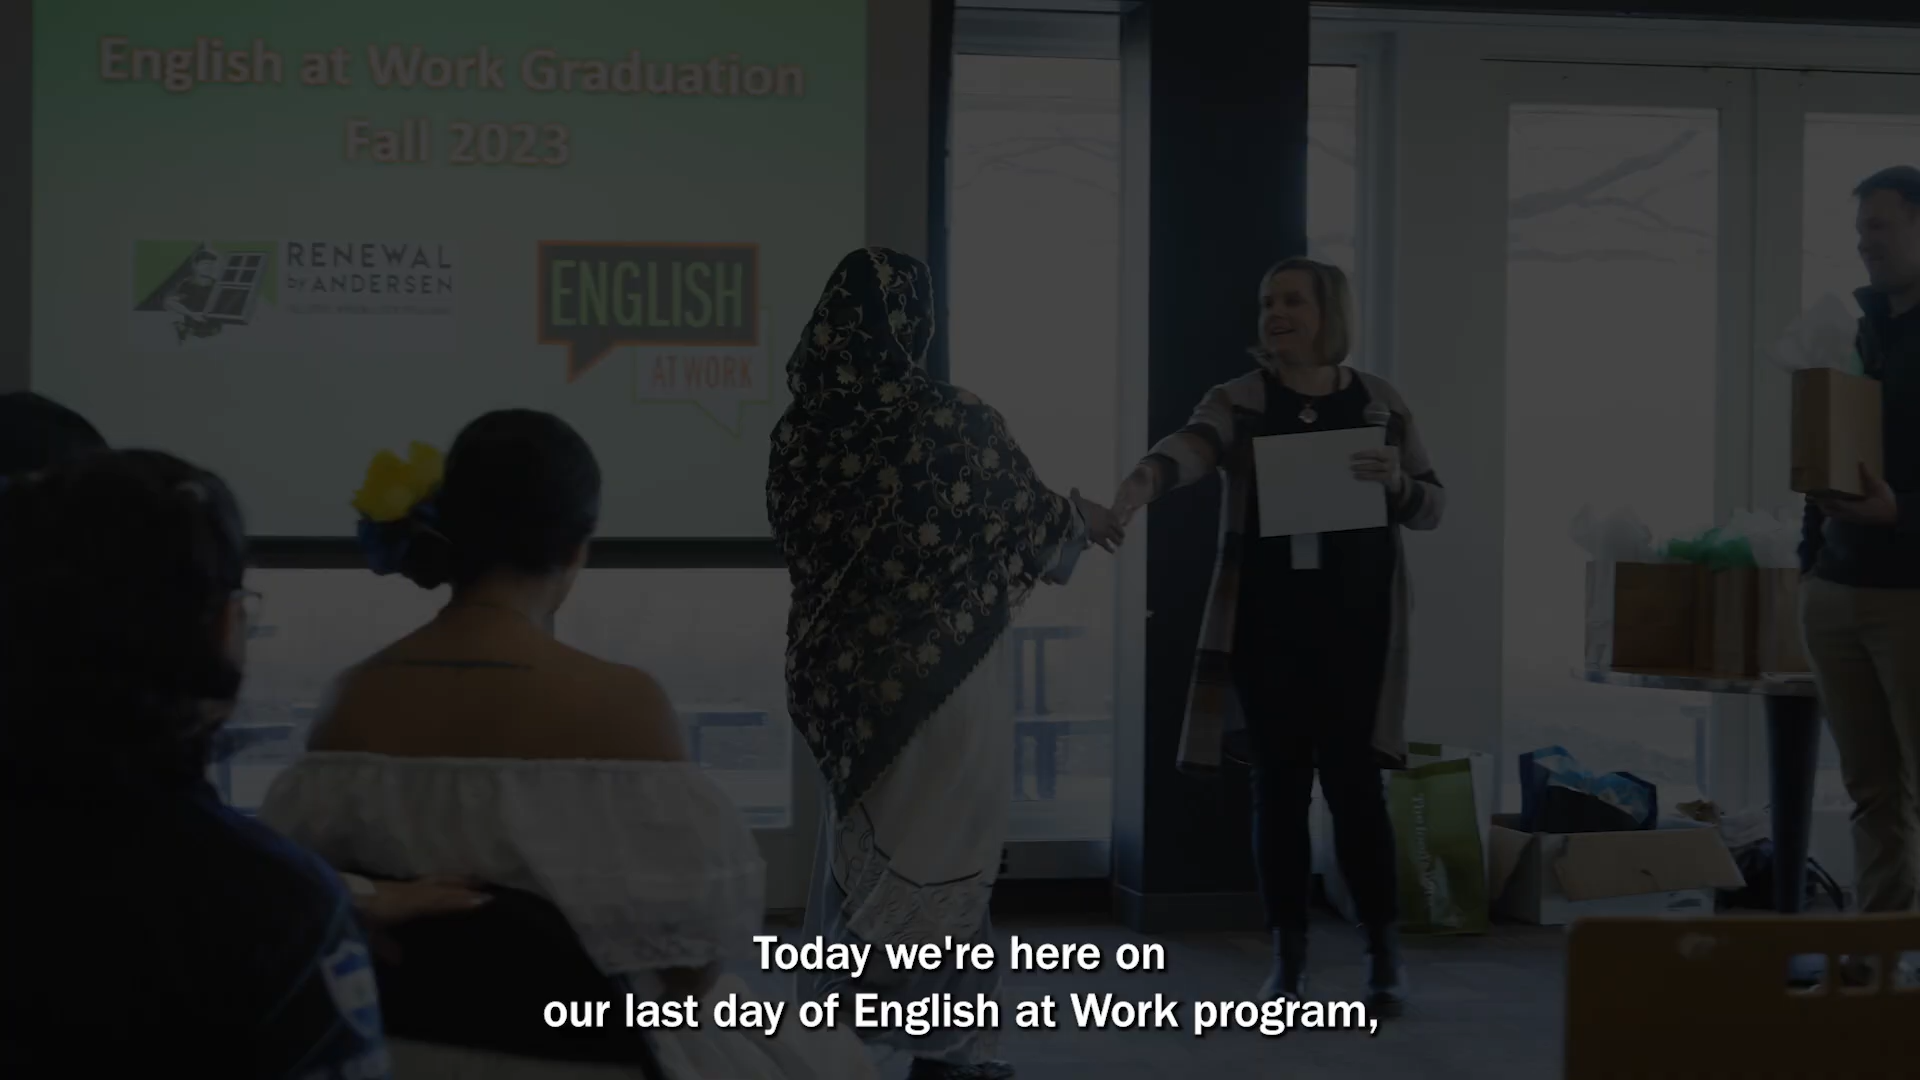 English at Work Graduation
Fall 2023
RENEWAL
by ANDERSEN
ENGLISH
AT WORK
Today we're here on
our last day of English at Work program,